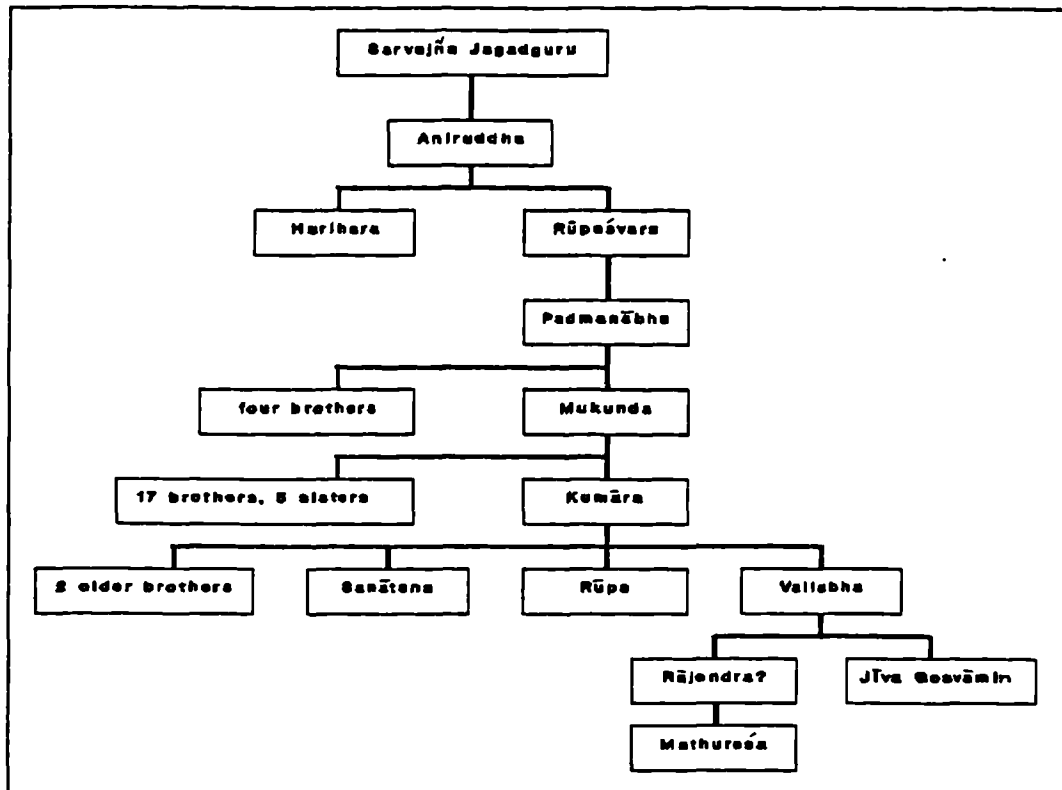 Sarvajña Jagadguru
Aniruddha
Harihara
Rūpeśvara
Padmanābha
four brothers
Mukunda
17 brothers, 5 sisters
Kumāra
2 older brothers
Sanātana
Rūpa
Vallabha
Rājendra?
Jīva Gosvāmin
Mathureśa